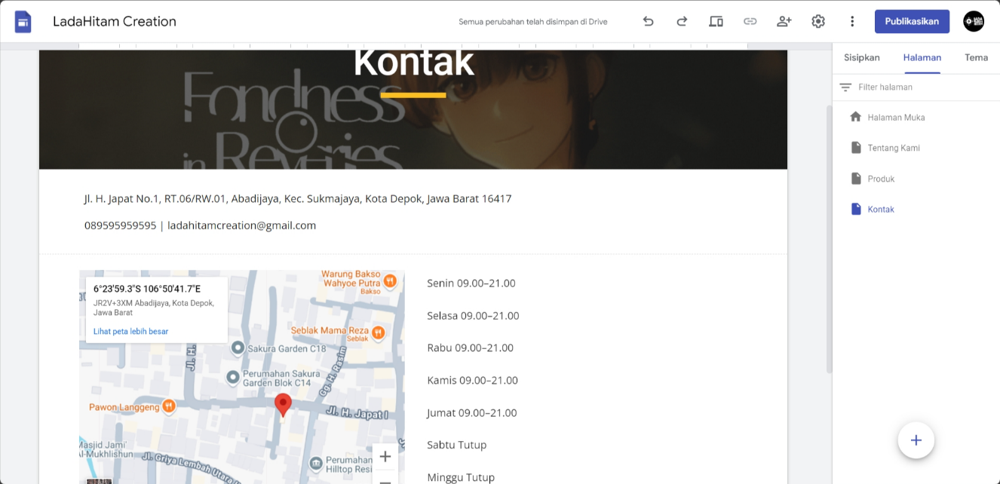 LadaHitam Creation
Semua perubahan telah disimpan di Drive
Publikasikan
Sisipkan
Halaman
Tema
Filter halaman
Halaman Muka
Tentang Kami
Produk
Kontak
Kontak
Fondness
in Reveries
Jl. H. Japat No.1, RT.06/RW.01, Abadijaya, Kec. Sukmajaya, Kota Depok, Jawa Barat 16417
089595959595 | ladahitamcreation@gmail.com
6°23'59.3"S 106°50'41.7"E
JR2V+3XM Abadijaya, Kota Depok,
Jawa Barat
Lihat peta lebih besar
Warung Bakso
Wahyoe Putra
Bakso
Seblak Mama Reza
Seblak
Sakura Garden C18
Jl. H.
Perumahan Sakura
Garden Blok C14
Gg. H. Rasim
Pawon Langgeng
Jl. H. Japat I
Masjid Jami'
Al-Mukhlishun
Jl. Griya Lembah Utara
Perumahan
Hilltop Resi
Senin 09.00–21.00
Selasa 09.00–21.00
Rabu 09.00–21.00
Kamis 09.00–21.00
Jumat 09.00–21.00
Sabtu Tutup
Minggu Tutup